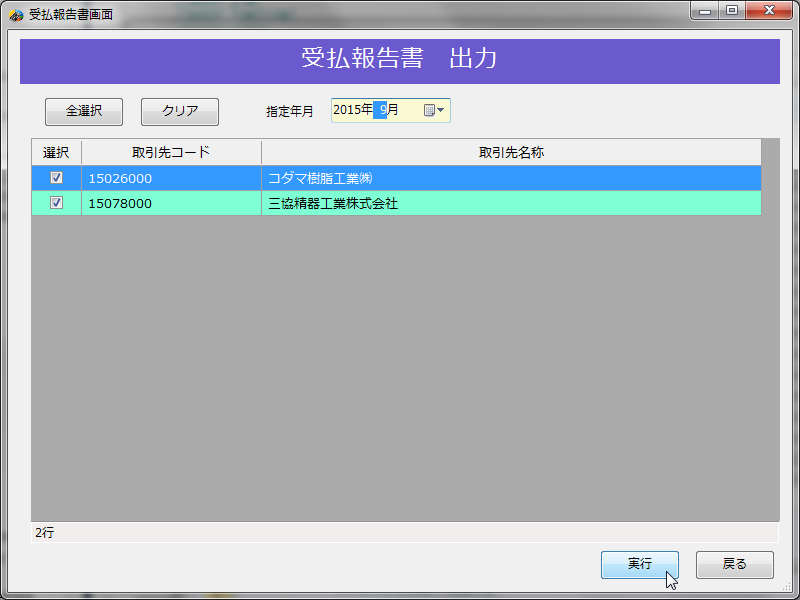 受払報告書画面
受払報告書　出力
全選択 クリア 指定年月 2015年 9月
選択 取引先コード 取引先名称
15026000 コダマ樹脂工業㈱
15078000 三協精器工業株式会社
2行
実行 戻る